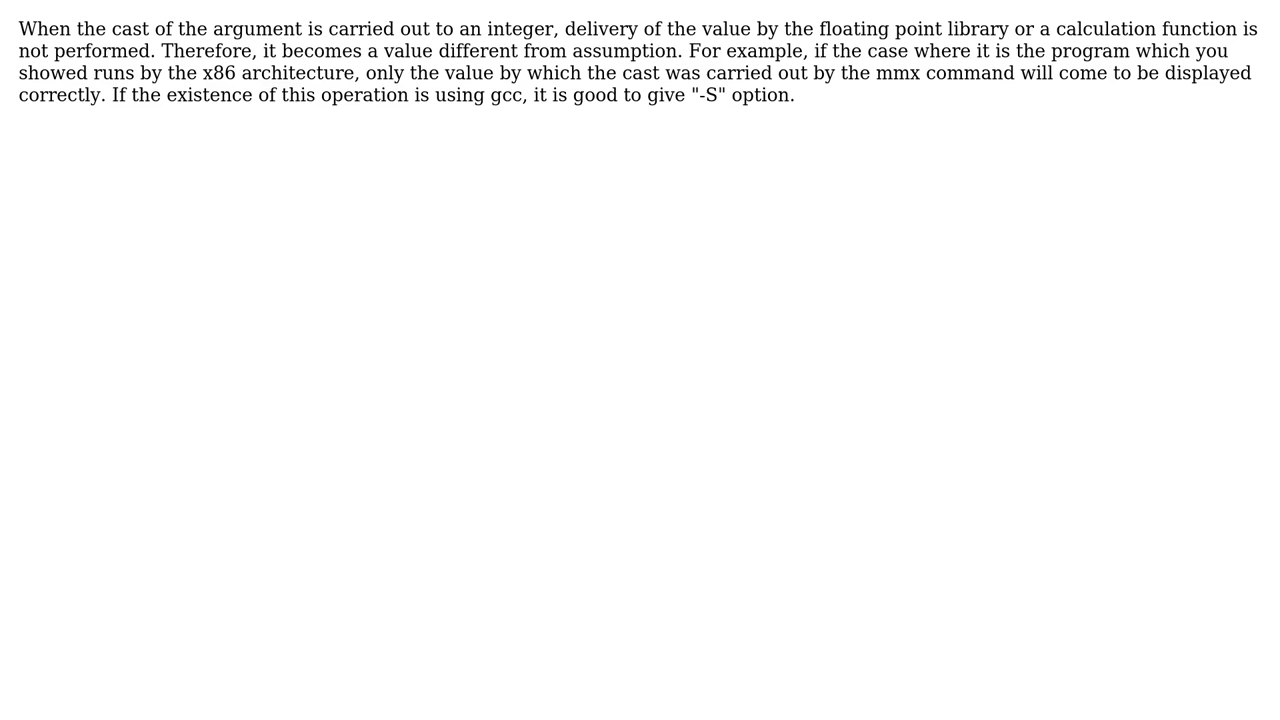 When the cast of the argument is carried out to an integer, delivery of the value by the floating point library or a calculation function is
not performed. Therefore, it becomes a value different from assumption. For example, if the case where it is the program which you
showed runs by the x86 architecture, only the value by which the cast was carried out by the mmx command will come to be displayed
correctly. If the existence of this operation is using gcc, it is good to give "-S" option.